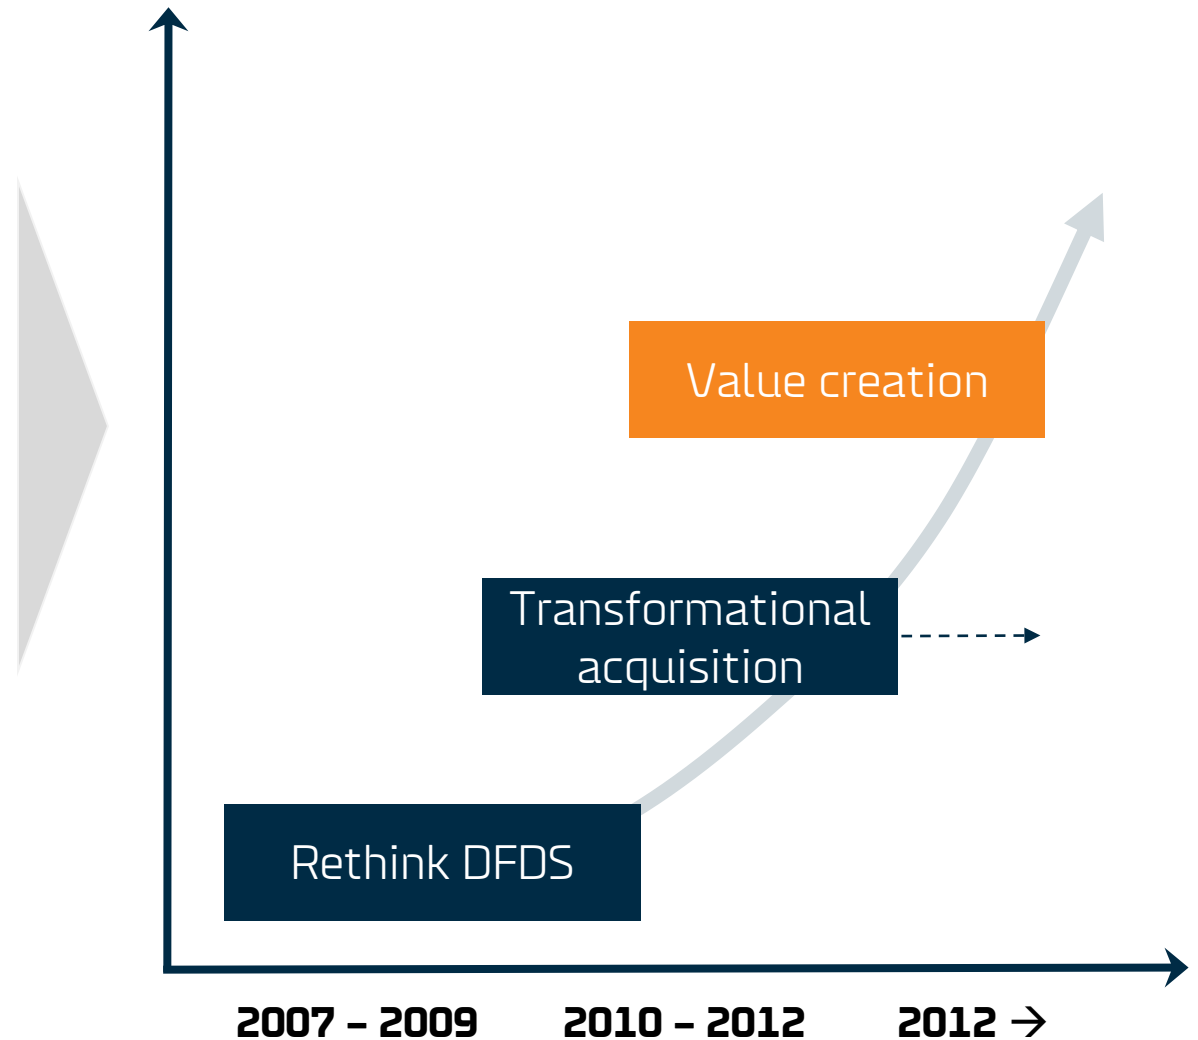 Value creation
Transformational
acquisition
Rethink DFDS
2007 – 2009
2010 – 2012
2012 →